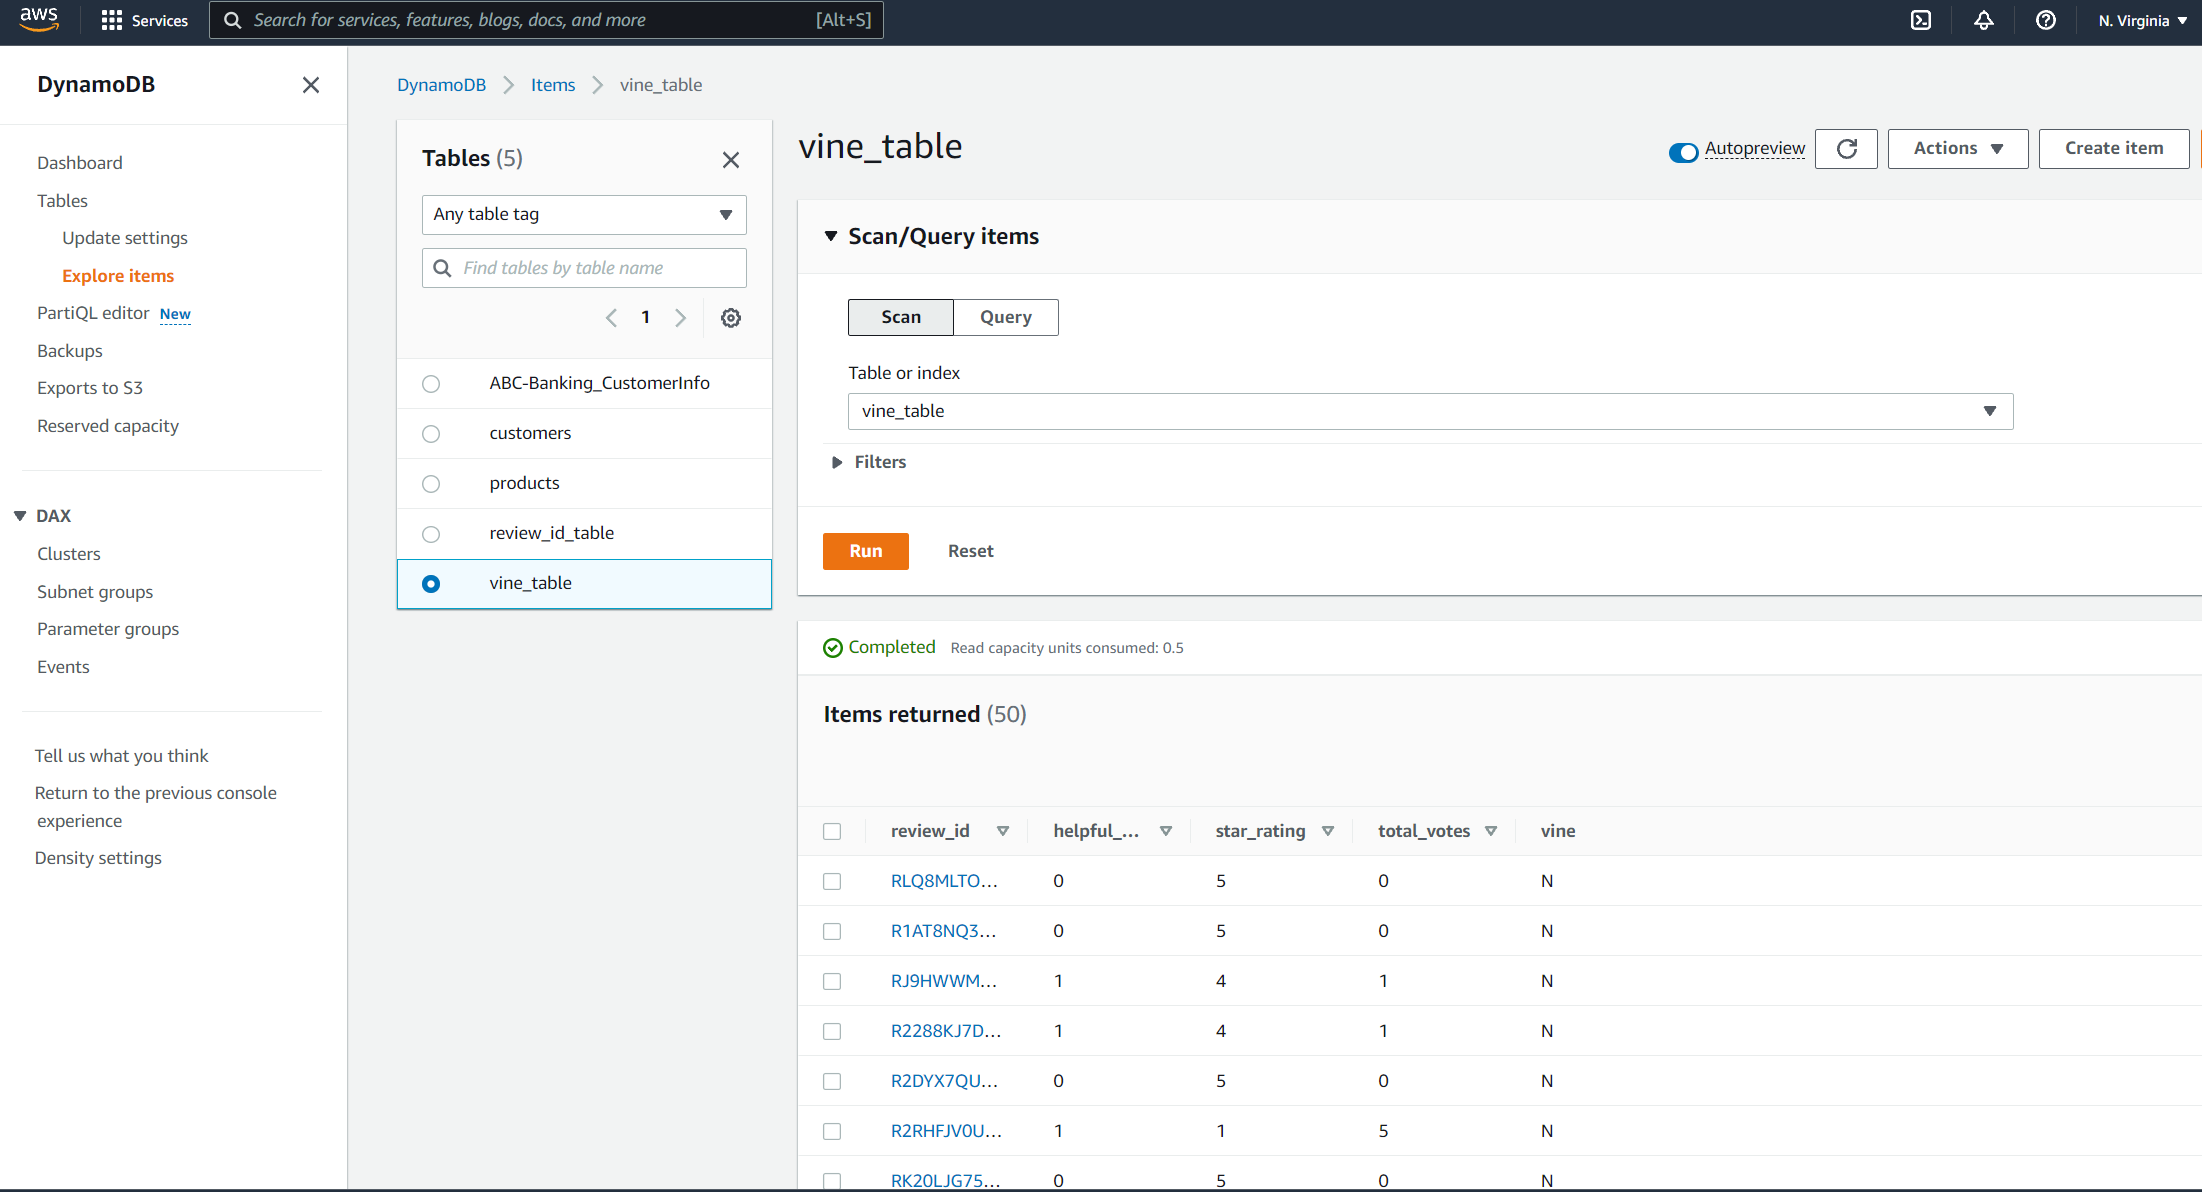 aws Services Search for services, features, blogs, docs, and more [Alt+S] N. Virginia
DynamoDB
Dashboard
Tables
Update settings
Explore items
PartiQL editor New
Backups
Exports to S3
Reserved capacity
DAX
Clusters
Subnet groups
Parameter groups
Events
Tell us what you think
Return to the previous console
experience
Density settings
DynamoDB Items vine_table
Tables (5)
Any table tag
Find tables by table name
1
ABC-Banking_CustomerInfo
customers
products
review_id_table
vine_table
vine_table
Autopreview Actions Create item
Scan/Query items
Scan Query
Table or index
vine_table
Filters
Run Reset
Completed Read capacity units consumed: 0.5
Items returned (50)
review_id helpful_... star_rating total_votes vine
RLQ8MLTO... 0 5 0 N
R1AT8NQ3... 0 5 0 N
RJ9HWWM... 1 4 1 N
R2288KJ7D... 1 4 1 N
R2DYX7QU... 0 5 0 N
R2RHFJV0U... 1 1 5 N
RK20LJG75... 0 5 0 N